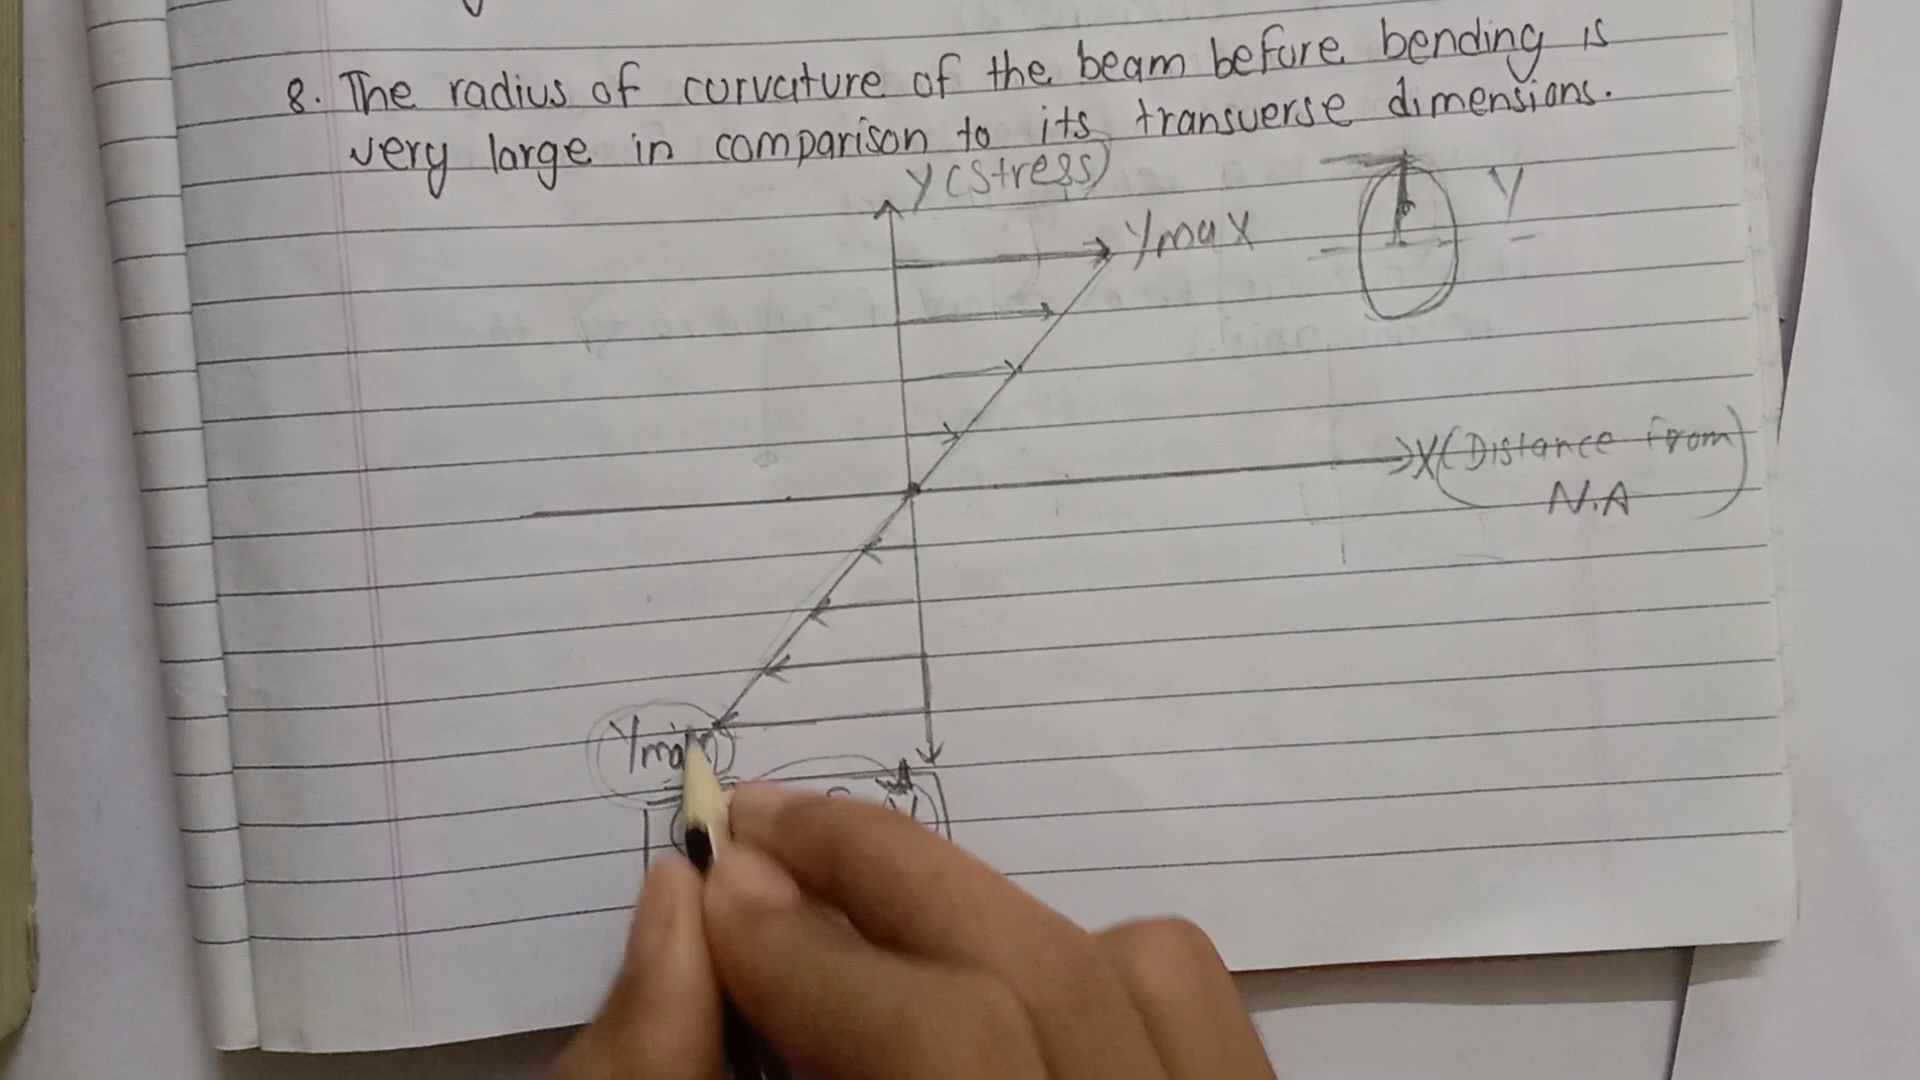 8. The radius of curvature of the beam before bending is
very large in comparison to its transverse dimensions.
Y(Stress)
Ymax
Y
X(Distance from
N.A